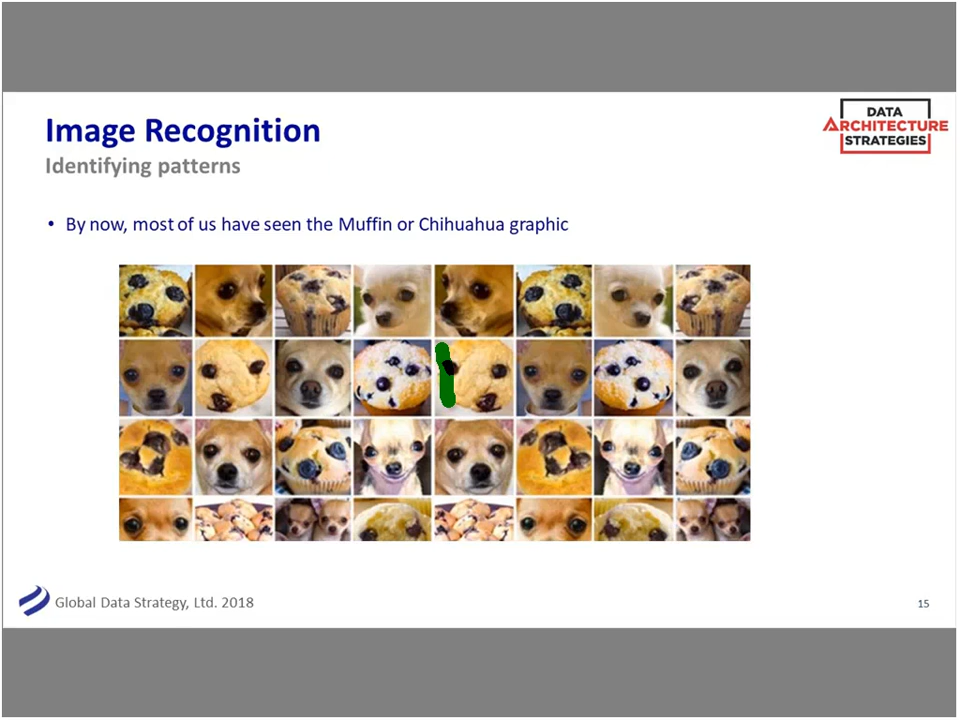 Image Recognition
Identifying patterns
DATA
ARCHITECTURE
STRATEGIES
• By now, most of us have seen the Muffin or Chihuahua graphic
Global Data Strategy, Ltd. 2018
15